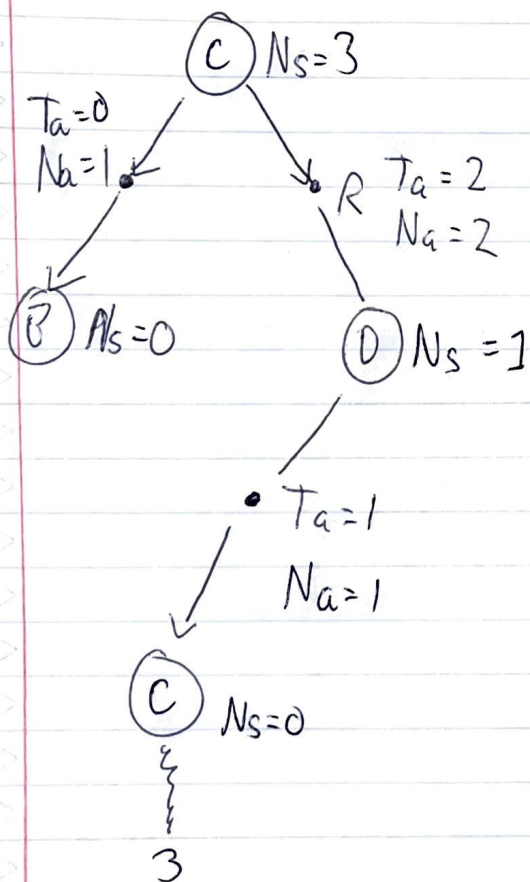 C Ns=3
Ta=0
Na=1
R Ta=2
Na=2
B Ns=0
D Ns=1
Ta=1
Na=1
C Ns=0
3